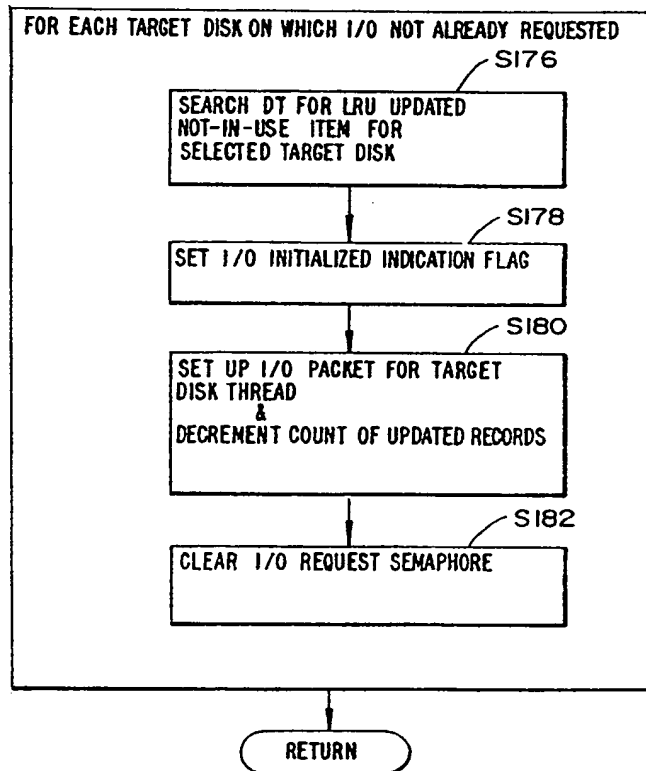 FOR EACH TARGET DISK ON WHICH I/O NOT ALREADY REQUESTED
S176
SEARCH DT FOR LRU UPDATED
NOT-IN-USE ITEM FOR
SELECTED TARGET DISK
S178
SET I/O INITIALIZED INDICATION FLAG
S180
SET UP I/O PACKET FOR TARGET
DISK THREAD
&
DECREMENT COUNT OF UPDATED RECORDS
S182
CLEAR I/O REQUEST SEMAPHORE
RETURN